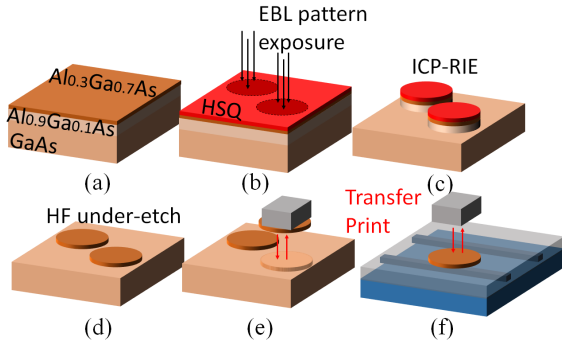 EBL pattern
exposure
Al0.3Ga0.7As
Al0.9Ga0.1As
GaAs
HSQ
ICP-RIE
(a)
(b)
(c)
HF under-etch
Transfer
Print
(d)
(e)
(f)